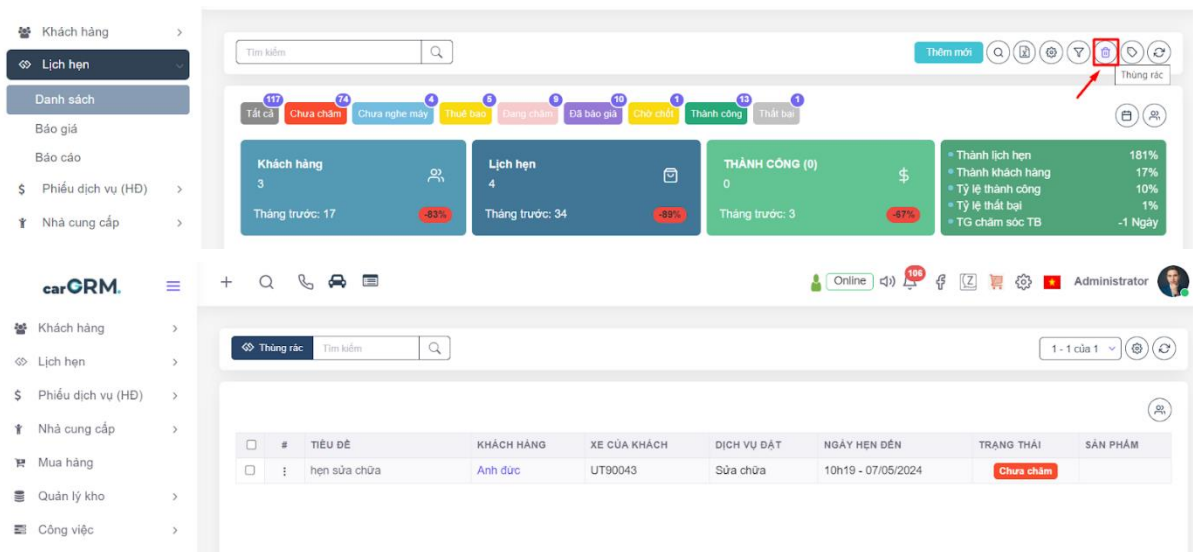 Khách hàng
Lịch hẹn
Danh sách
Báo giá
Báo cáo
Phiếu dịch vụ (HĐ)
Nhà cung cấp
Tìm kiếm
Thêm mới
Thùng rác
117 74 4 5 9 10 1 13 1
Tất cả Chưa chăm Chưa nghe máy Thuê bao Đang chăm Đã báo giá Chờ chốt Thành công Thất bại
Khách hàng
3
Tháng trước: 17 -83%
Lịch hẹn
4
Tháng trước: 34 -89%
THÀNH CÔNG (0)
0
Tháng trước: 3 -67%
$
Thành lịch hẹn 181%
Thành khách hàng 17%
Tỷ lệ thành công 10%
Tỷ lệ thất bại 1%
TG chăm sóc TB -1 Ngày
carCRM.
Online 106 Administrator
Khách hàng
Lịch hẹn
Phiếu dịch vụ (HĐ)
Nhà cung cấp
Mua hàng
Quản lý kho
Công việc
Thùng rác Tìm kiếm
1 - 1 của 1
# TIÊU ĐỀ KHÁCH HÀNG XE CỦA KHÁCH DỊCH VỤ ĐẶT NGÀY HẸN ĐẾN TRẠNG THÁI SẢN PHẨM
hẹn sửa chữa Anh đức UT90043 Sửa chữa 10h19 - 07/05/2024 Chưa chăm